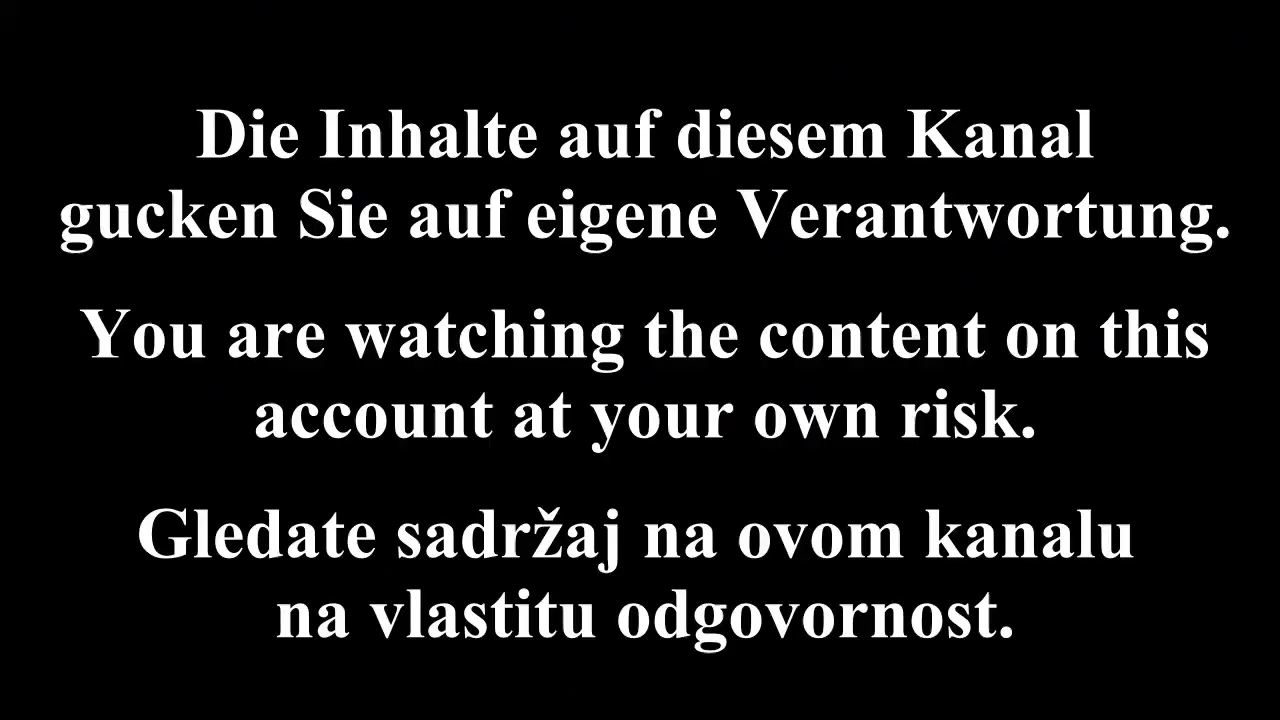 Die Inhalte auf diesem Kanal
gucken Sie auf eigene Verantwortung.
You are watching the content on this
account at your own risk.
Gledate sadržaj na ovom kanalu
na vlastitu odgovornost.